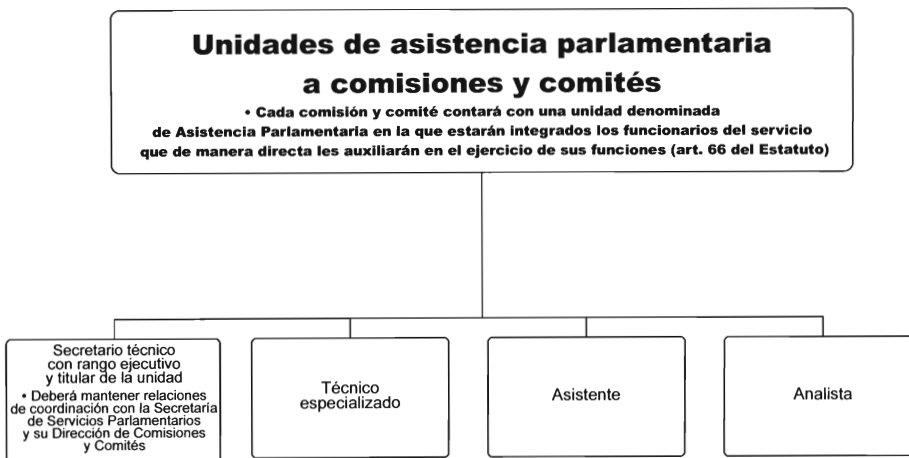 Unidades de asistencia parlamentaria
a comisiones y comités
• Cada comisión y comité contará con una unidad denominada
de Asistencia Parlamentaria en la que estarán integrados los funcionarios del servicio
que de manera directa les auxiliarán en el ejercicio de sus funciones (art. 66 del Estatuto)
Secretario técnico
con rango ejecutivo
y titular de la unidad
• Deberá mantener relaciones
de coordinación con la Secretaría
de Servicios Parlamentarios
y su Dirección de Comisiones
y Comités
Técnico
especializado
Asistente
Analista